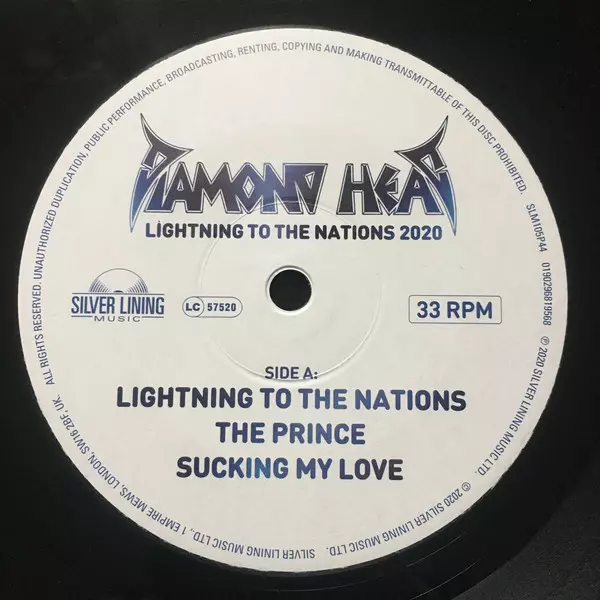 DIAMOND HEAD
LIGHTNING TO THE NATIONS 2020
SILVER LINING
MUSIC
LC 57520
33 RPM
SIDE A:
LIGHTNING TO THE NATIONS
THE PRINCE
SUCKING MY LOVE
ALL RIGHTS RESERVED. UNAUTHORIZED DUPLICATION, PUBLIC PERFORMANCE, BROADCASTING, RENTING, COPYING AND MAKING TRANSMITTABLE OF THIS DISC PROHIBITED.
SLM105P44
0190296819568
℗ 2020 SILVER LINING MUSIC LTD.
© 2020 SILVER LINING MUSIC LTD.
SILVER LINING MUSIC LTD., 1 EMPIRE MEWS, LONDON, SW16 2BF, UK.